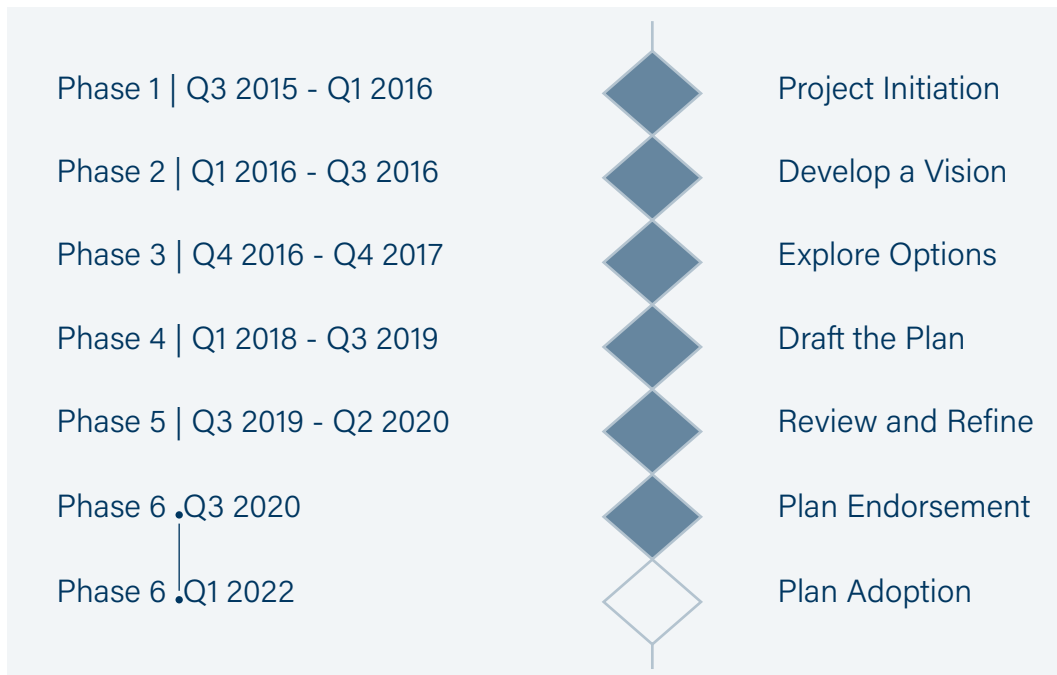 Phase 1 | Q3 2015 - Q1 2016 Project Initiation
Phase 2 | Q1 2016 - Q3 2016 Develop a Vision
Phase 3 | Q4 2016 - Q4 2017 Explore Options
Phase 4 | Q1 2018 - Q3 2019 Draft the Plan
Phase 5 | Q3 2019 - Q2 2020 Review and Refine
Phase 6 Q3 2020 Plan Endorsement
Phase 6 Q1 2022 Plan Adoption